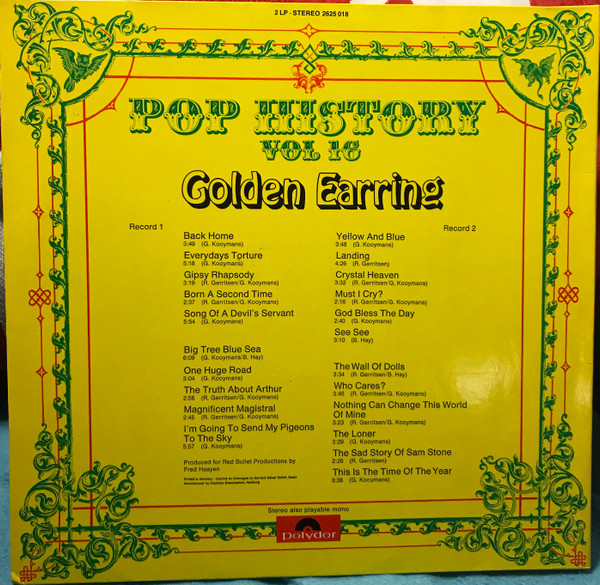 2 LP - STEREO 2625 018
POP HISTORY
VOL 16
Golden Earring
Record 1
Back Home
3:49 (G. Kooymans)
Everydays Torture
5:18 (G. Kooymans)
Gipsy Rhapsody
3:19 (R. Gerritsen/G. Kooymans)
Born A Second Time
2:37 (R. Gerritsen/G. Kooymans)
Song Of A Devil's Servant
5:54 (G. Kooymans)
Big Tree Blue Sea
6:09 (G. Kooymans/B. Hay)
One Huge Road
3:04 (G. Kooymans)
The Truth About Arthur
2:56 (R. Gerritsen/G. Kooymans)
Magnificent Magistral
2:45 (R. Gerritsen/G. Kooymans)
I'm Going To Send My Pigeons
To The Sky
5:57 (G. Kooymans)
Produced for Red Bullet Productions by
Fred Haayen
Record 2
Yellow And Blue
3:48 (G. Kooymans)
Landing
4:26 (R. Gerritsen)
Crystal Heaven
3:32 (R. Gerritsen/G. Kooymans)
Must I Cry?
2:18 (R. Gerritsen/G. Kooymans)
God Bless The Day
2:40 (G. Kooymans)
See See
3:10 (B. Hay)
The Wall Of Dolls
3:34 (R. Gerritsen/B. Hay)
Who Cares?
3:45 (R. Gerritsen/G. Kooymans)
Nothing Can Change This World
Of Mine
3:23 (R. Gerritsen/G. Kooymans)
The Loner
3:29 (G. Kooymans)
The Sad Story Of Sam Stone
2:28 (R. Gerritsen)
This Is The Time Of The Year
3:36 (G. Kooymans)
Stereo also playable mono
polydor